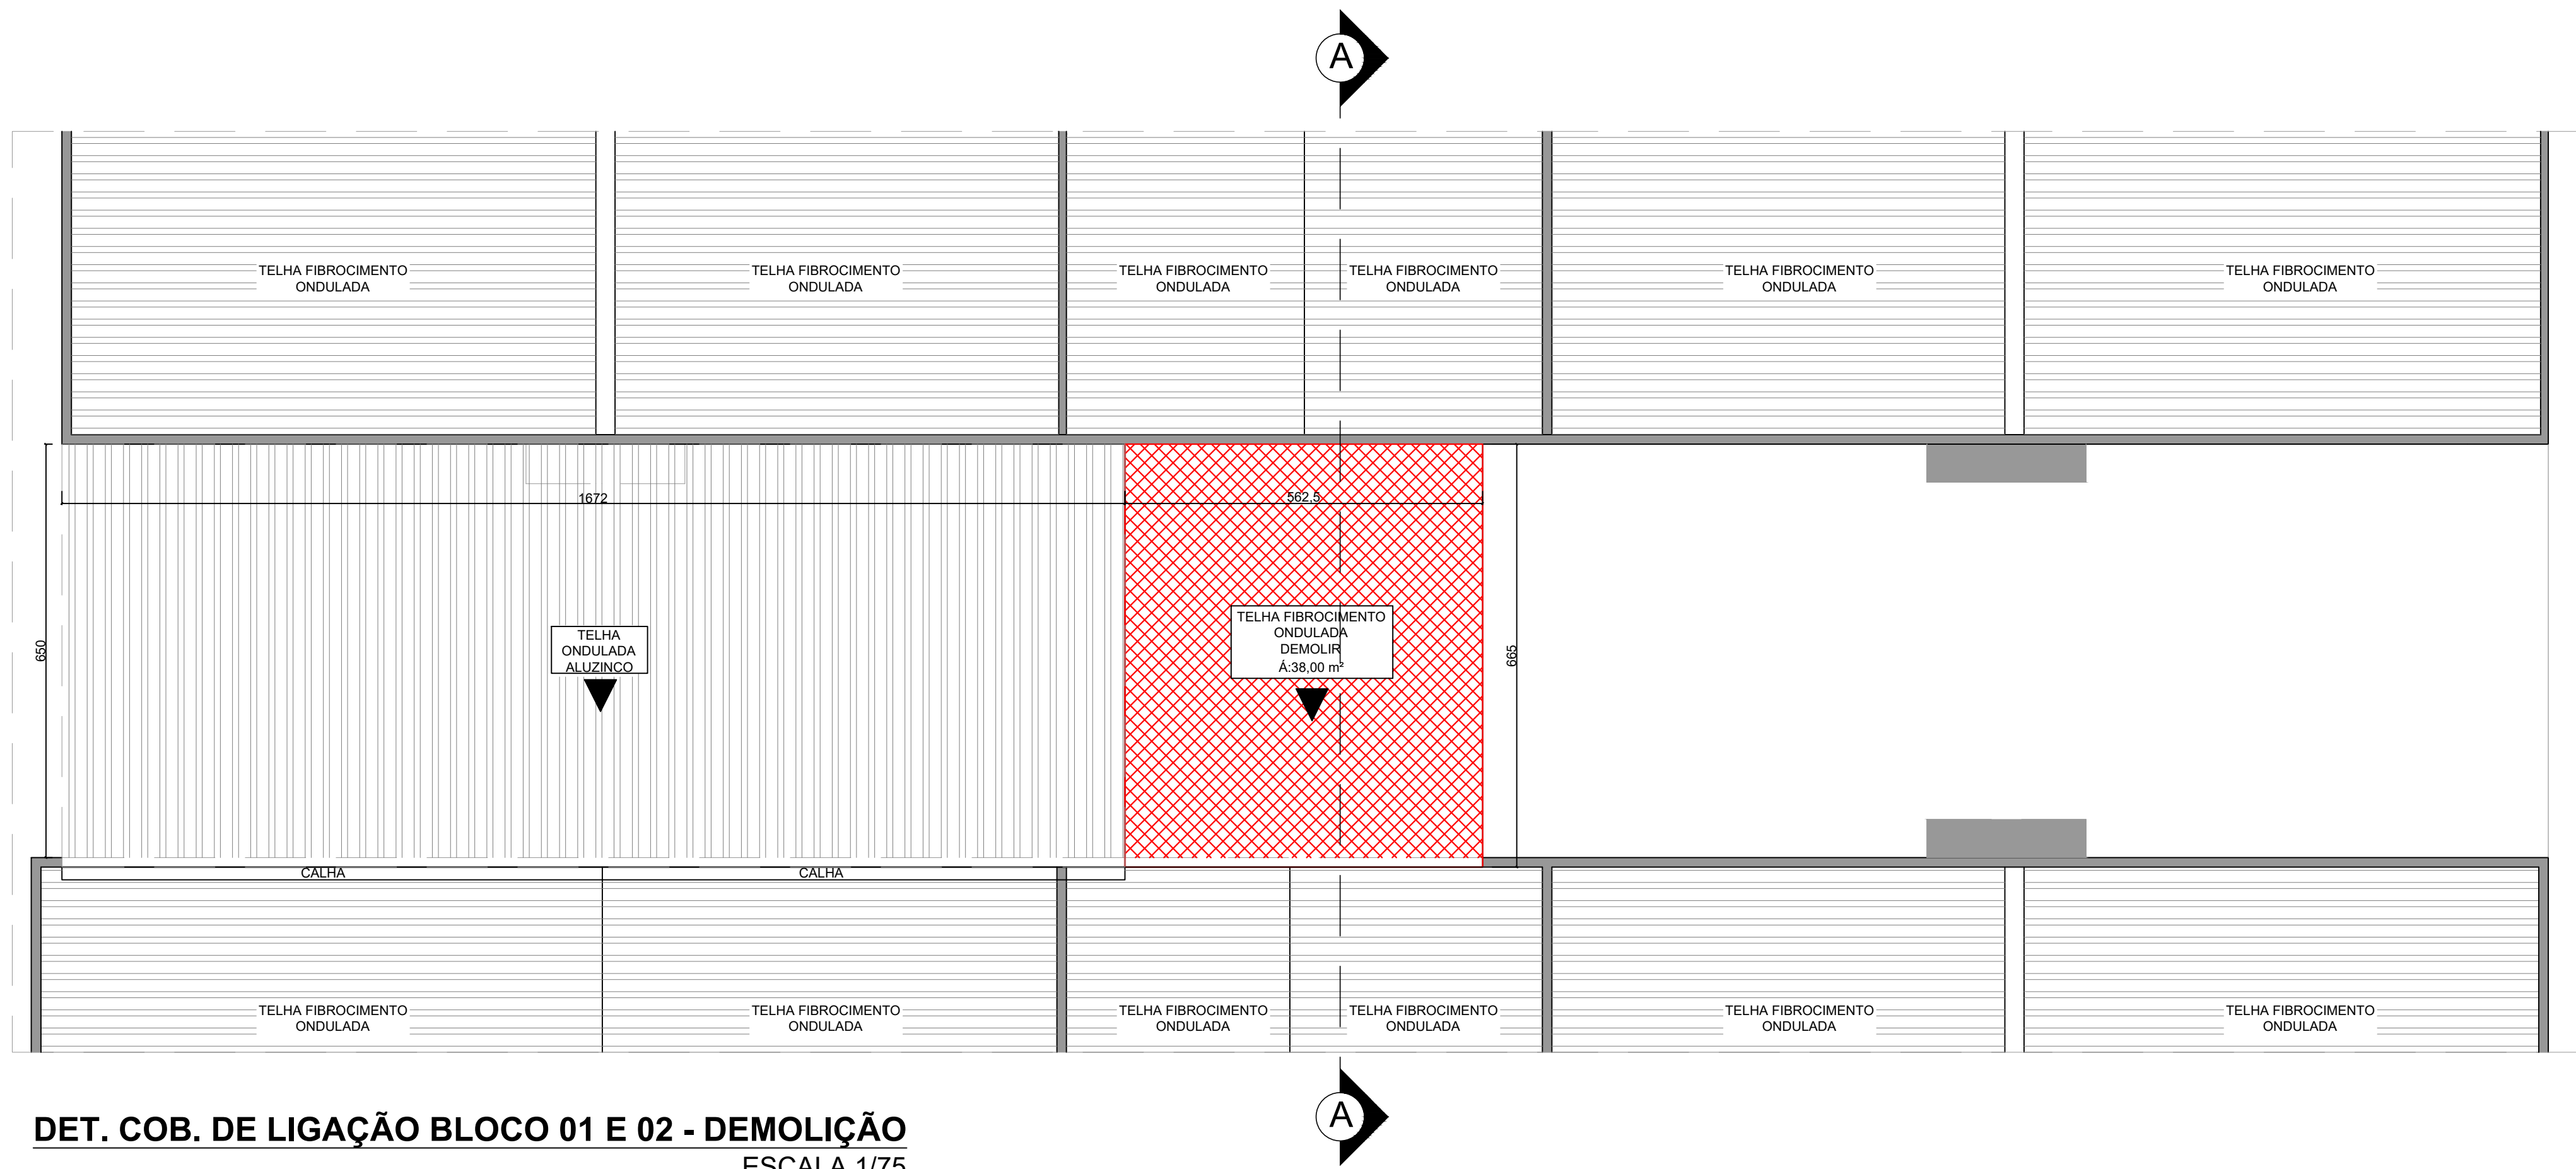 A
TELHA FIBROCIMENTO
ONDULADA
TELHA FIBROCIMENTO
ONDULADA
TELHA FIBROCIMENTO
ONDULADA
TELHA FIBROCIMENTO
ONDULADA
TELHA FIBROCIMENTO
ONDULADA
TELHA FIBROCIMENTO
ONDULADA
1672
562,5
650
TELHA
ONDULADA
ALUZINCO
TELHA FIBROCIMENTO
ONDULADA
DEMOLIR
Á:38,00 m²
665
CALHA
CALHA
TELHA FIBROCIMENTO
ONDULADA
TELHA FIBROCIMENTO
ONDULADA
TELHA FIBROCIMENTO
ONDULADA
TELHA FIBROCIMENTO
ONDULADA
TELHA FIBROCIMENTO
ONDULADA
TELHA FIBROCIMENTO
ONDULADA
A
DET. COB. DE LIGAÇÃO BLOCO 01 E 02 - DEMOLIÇÃO
ESCALA 1/75